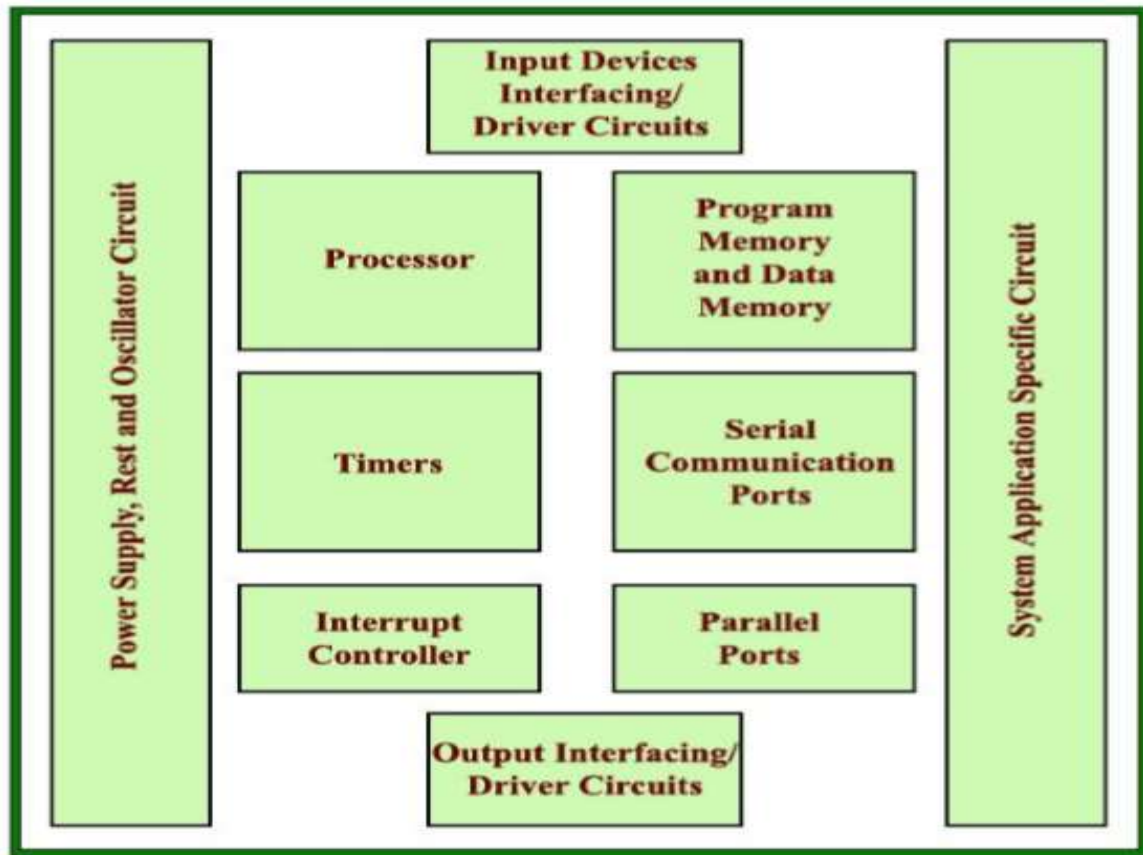 Power Supply, Rest and Oscillator Circuit
Input Devices
Interfacing/
Driver Circuits
Processor
Program
Memory
and Data
Memory
Timers
Serial
Communication
Ports
Interrupt
Controller
Parallel
Ports
Output Interfacing/
Driver Circuits
System Application Specific Circuit